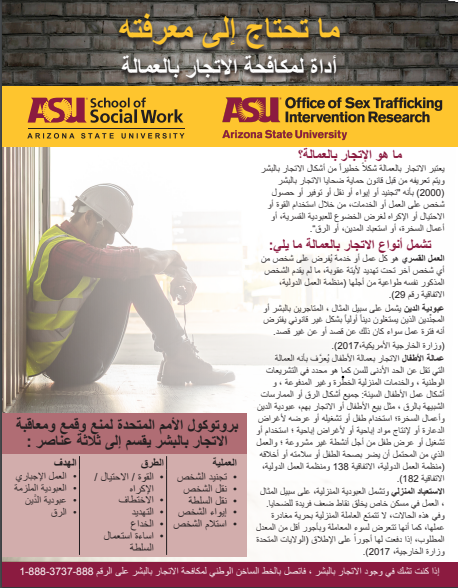 ما تحتاج إلى معرفته
أداة لمكافحة الاتجار بالعمالة
ASU School of
Social Work
ARIZONA STATE UNIVERSITY
ASU Office of Sex Trafficking
Intervention Research
Arizona State University
ما هو الإتجار بالعمالة؟
يعتبر الاتجار بالعمالة شكلاً خطيراً من أشكال الاتجار بالبشر
ويتم تعريفه من قبل قانون حماية ضحايا الاتجار بالبشر
(2000) بأنه "تجنيد أو إيواء أو نقل أو توفير أو حصول
شخص على العمل أو الخدمات، من خلال استخدام القوة أو
الاحتيال أو الإكراه لغرض الخضوع للعبودية القسرية، أو
أعمال السخرة، أو استعباد المدين، أو الرق".
تشمل أنواع الاتجار بالعمالة ما يلي:
العمل القسري هو كل عمل أو خدمة يُفرض على شخص من
أي شخص آخر تحت تهديد لأيتة عقوبة، ما لم يقدم الشخص
المذكور نفسه طواعية من أجلها (منظمة العمل الدولية،
الاتفاقية رقم 29).
عبودية الدين يشمل على سبيل المثال ، المتاجرين بالبشر أو
المجنِّدين الذين يستغلون ديناً أولياً بشكل غير قانوني يفترض
أنه فترة عمل سواء كان ذلك عن قصد أو عن غير قصد.
(وزارة الخارجية الأمريكية،2017).
عمالة الأطفال الاتجار بعمالة الأطفال يُعرّف بأنه العمالة
التي تقل عن الحد الأدنى للسن كما هو محدد في التشريعات
الوطنية ، والخدمات المنزلية الخطرة وغير المدفوعة ، و
أشكال عمل الأطفال السيئة: جميع أشكال الرق أو الممارسات
الشبيهة بالرق ، مثل بيع الأطفال أو الاتجار بهم، عبودية الدين
وأعمال السخرة؛ استخدام أو تشغيله أو تجنيده أو عرضه لأغراض
الدعارة أو لإنتاج مواد إباحية أو لأغراض إباحية ؛ استخدام أو
تشغيل أو عرض طفل من أجل أنشطة غير مشروعة ؛ والعمل
الذي من المحتمل أن يضر بصحة الطفل أو سلامته أو أخلاقه
(منظمة العمل الدولية، الاتفاقية 138 ومنظمة العمل الدولية،
الاتفاقية 182).
الاستعباد المنزلي وتشمل العبودية المنزلية، على سبيل المثال
، العمل في مسكن خاص يخلق نقاط ضعف فريدة للضحايا.
وفي هذه الحالات، لا تتمتع العاملة المنزلية بحرية مغادرة
عملها، كما أنها تتعرض لسوء المعاملة وبأجور أقل من المعدل
المطلوب، إذا دفعت لها أجوراً على الإطلاق (الولايات المتحدة
وزارة الخارجية، 2017).
بروتوكول الأمم المتحدة لمنع وقمع ومعاقبة
الاتجار بالبشر يقسم إلى ثلاثة عناصر :
العملية
• تجنيد الشخص
• نقل الشخص
• نقل السلطة
• إيواء الشخص
• استلام الشخص
الطرق
• القوة / الاحتيال /
الإكراه
• الاختطاف
• التهديد
• الخداع
• اساءة استعمال
السلطة
الهدف
• العمل الإجباري
• العبودية الملزمة
• عبودية الدّين
• الرق
إذا كنت تشك في وجود الاتجار بالبشر ، فاتصل بالخط الساخن الوطني لمكافحة الاتجار بالبشر على الرقم 888-3737-888-1